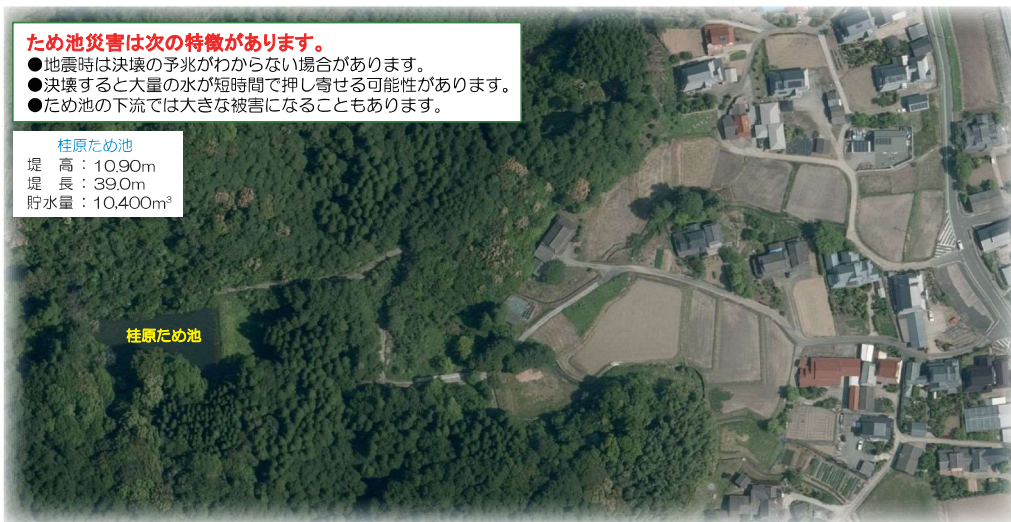 ため池災害は次の特徴があります。
●地震時は決壊の予兆がわからない場合があります。
●決壊すると大量の水が短時間で押し寄せる可能性があります。
●ため池の下流では大きな被害になることもあります。
桂原ため池
堤　高：10.90m
堤　長：39.0m
貯水量：10,400m³
桂原ため池